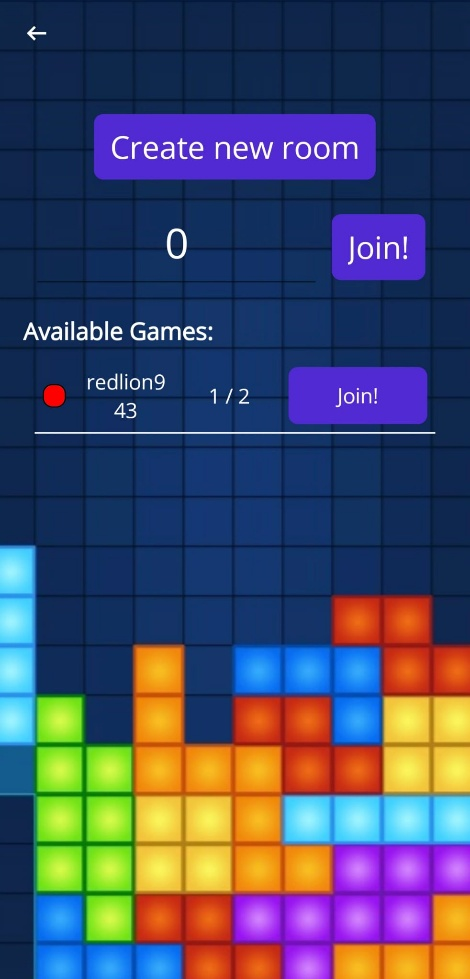 Create new room
0
Join!
Available Games:
redlion9
43
1 / 2
Join!